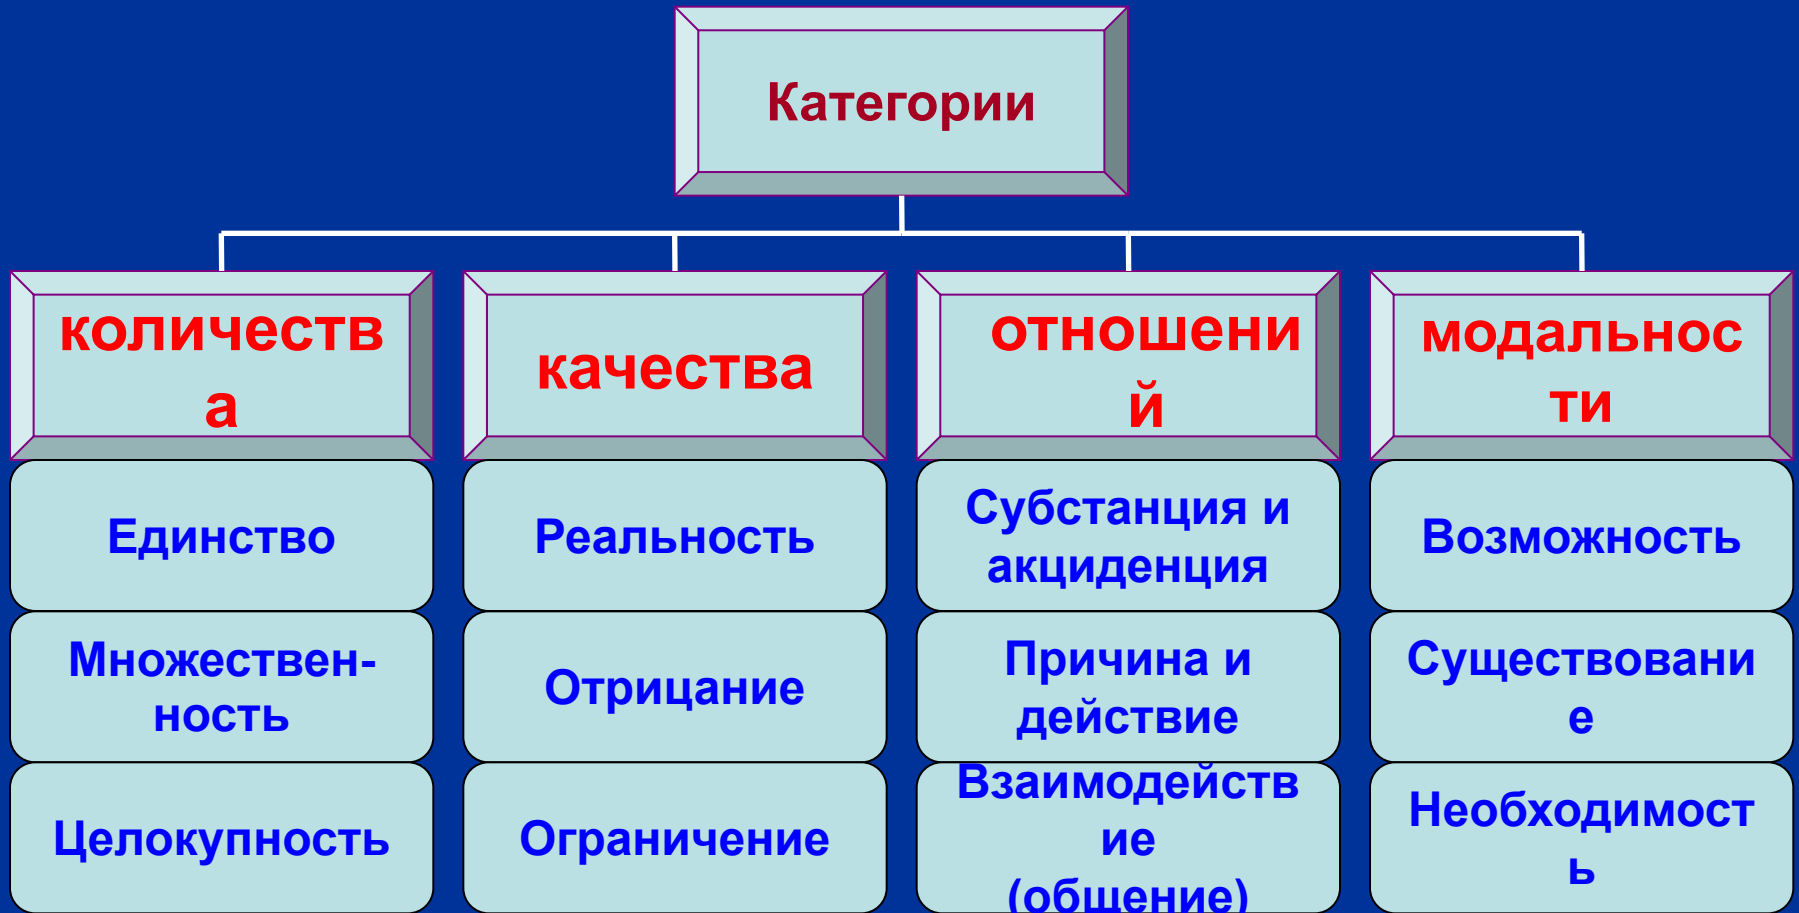 Категории
количеств
а
качества
отношени
й
модальнос
ти
Единство
Реальность
Субстанция и
акциденция
Возможность
Множествен-
ность
Отрицание
Причина и
действие
Существовани
е
Целокупность
Ограничение
Взаимодейств
ие
(общение)
Необходимост
ь